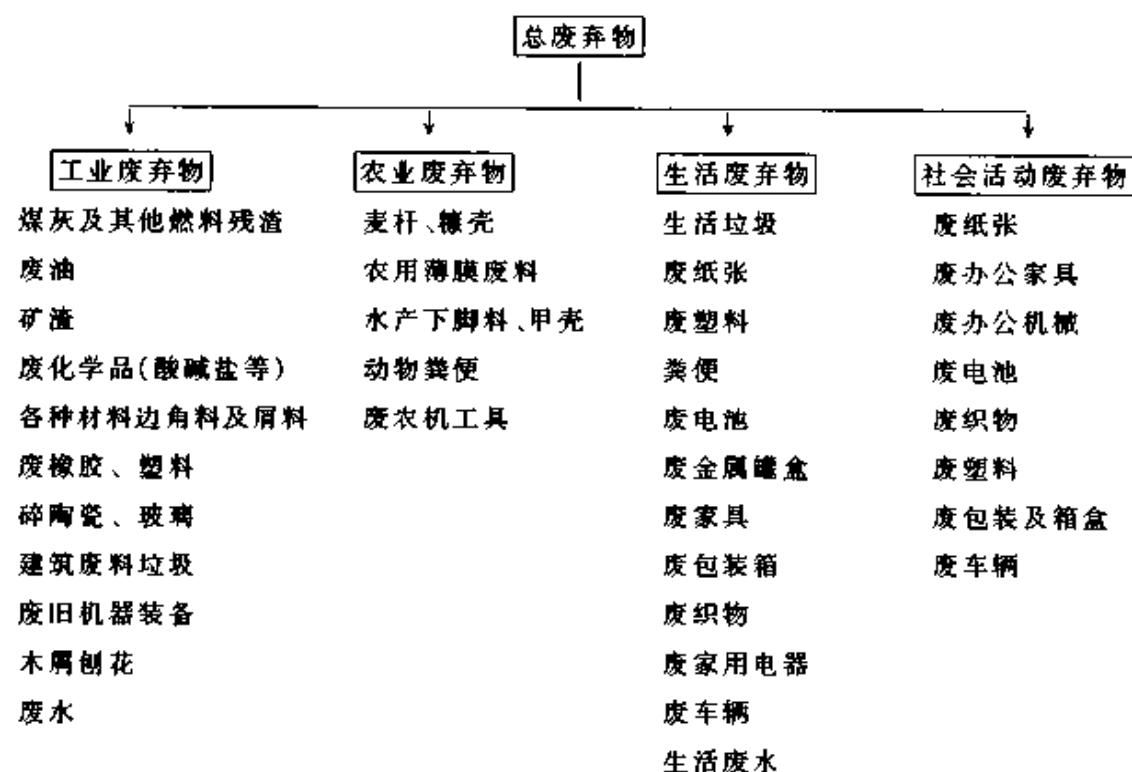 总废弃物
工业废弃物
煤灰及其他燃料残渣
废油
矿渣
废化学品(酸碱盐等)
各种材料边角料及屑料
废橡胶、塑料
碎陶瓷、玻璃
建筑废料垃圾
废旧机器装备
木屑刨花
废水
农业废弃物
麦杆、糠壳
农用薄膜废料
水产下脚料、甲壳
动物粪便
废农机工具
生活废弃物
生活垃圾
废纸张
废塑料
粪便
废电池
废金属罐盒
废家具
废包装箱
废织物
废家用电器
废车辆
生活废水
社会活动废弃物
废纸张
废办公家具
废办公机械
废电池
废织物
废塑料
废包装及箱盒
废车辆